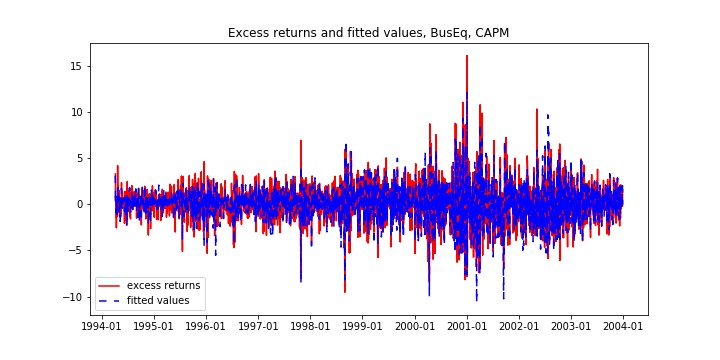 Excess returns and fitted values, BusEq, CAPM
15
10
5
0
−5
−10
excess returns
fitted values
1994-01 1995-01 1996-01 1997-01 1998-01 1999-01 2000-01 2001-01 2002-01 2003-01 2004-01